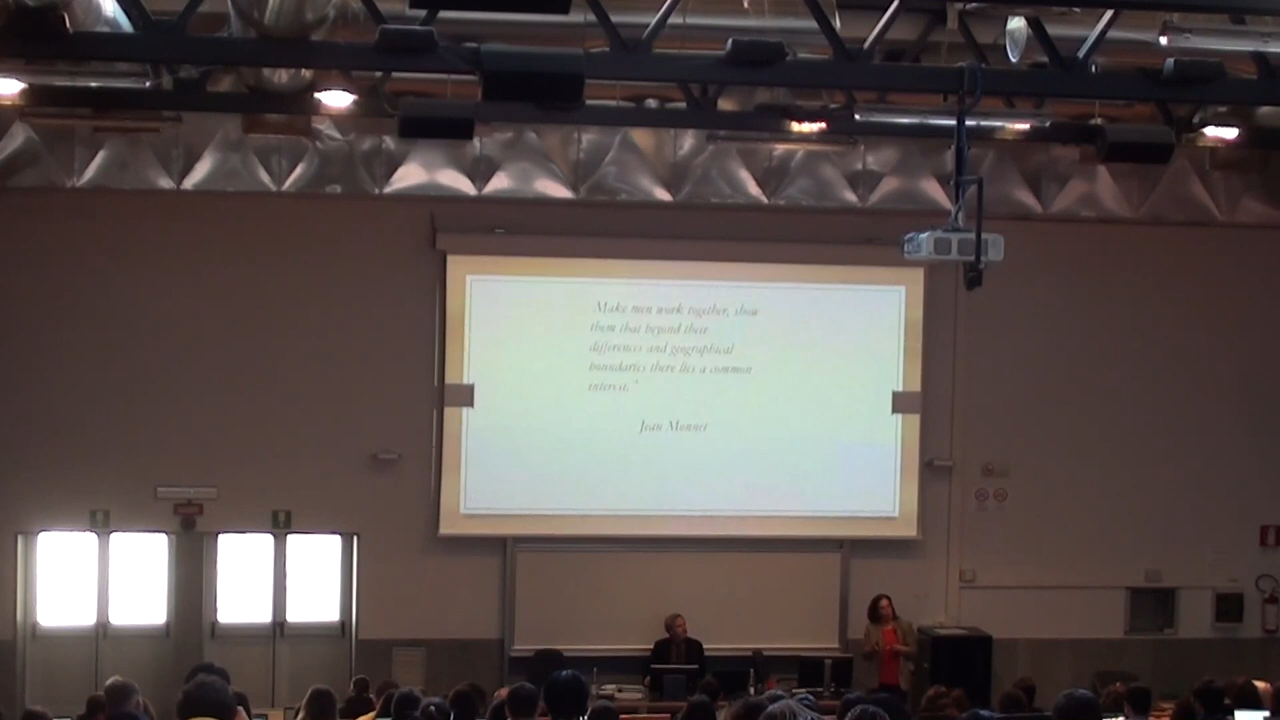 Make men work together, show
them that beyond their
differences and geographical
boundaries there lies a common
interest."
Jean Monnet